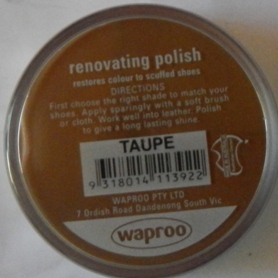 renovating polish
restores colour to scuffed shoes
DIRECTIONS
First choose the right shade to match your
shoes. Apply sparingly with a soft brush
or cloth. Work well into leather. Polish
to give a long lasting shine.
TAUPE
9 318014 113922
WAPROO PTY LTD
7 Ordish Road Dandenong South Vic
waproo